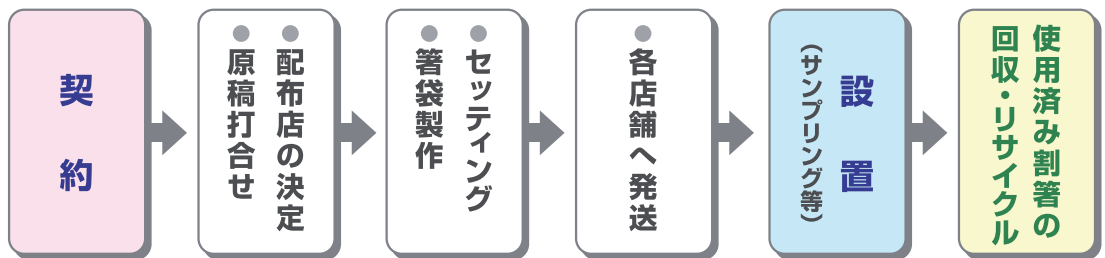 契約
●配布店の決定
●原稿打合せ
●セッティング
●箸袋製作
●各店舗へ発送
設置
(サンプリング等)
使用済み割箸の
回収・リサイクル